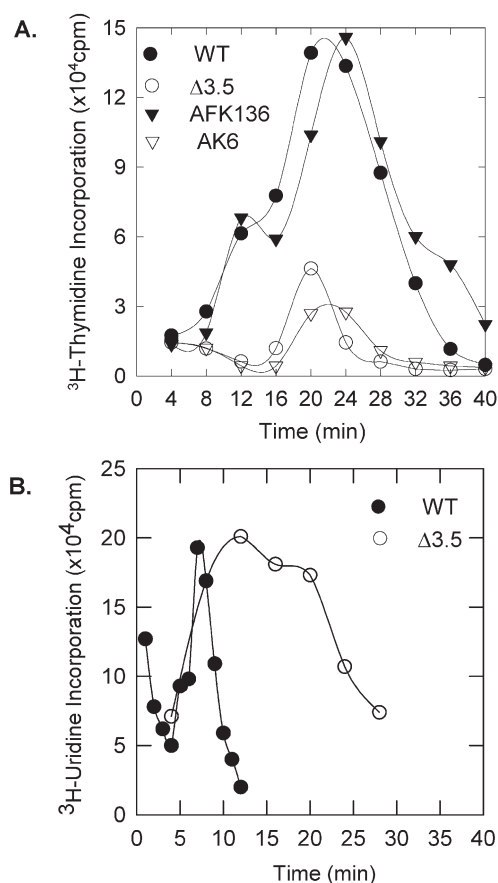 A.
³H-Thymidine Incorporation (x10⁴cpm)
15
12
9
6
3
0
WT
Δ3.5
AFK136
AK6
0 4 8 12 16 20 24 28 32 36 40
Time (min)
B.
³H-Uridine Incorporation (x10⁴cpm)
25
20
15
10
5
0
WT
Δ3.5
0 5 10 15 20 25 30 35 40
Time (min)